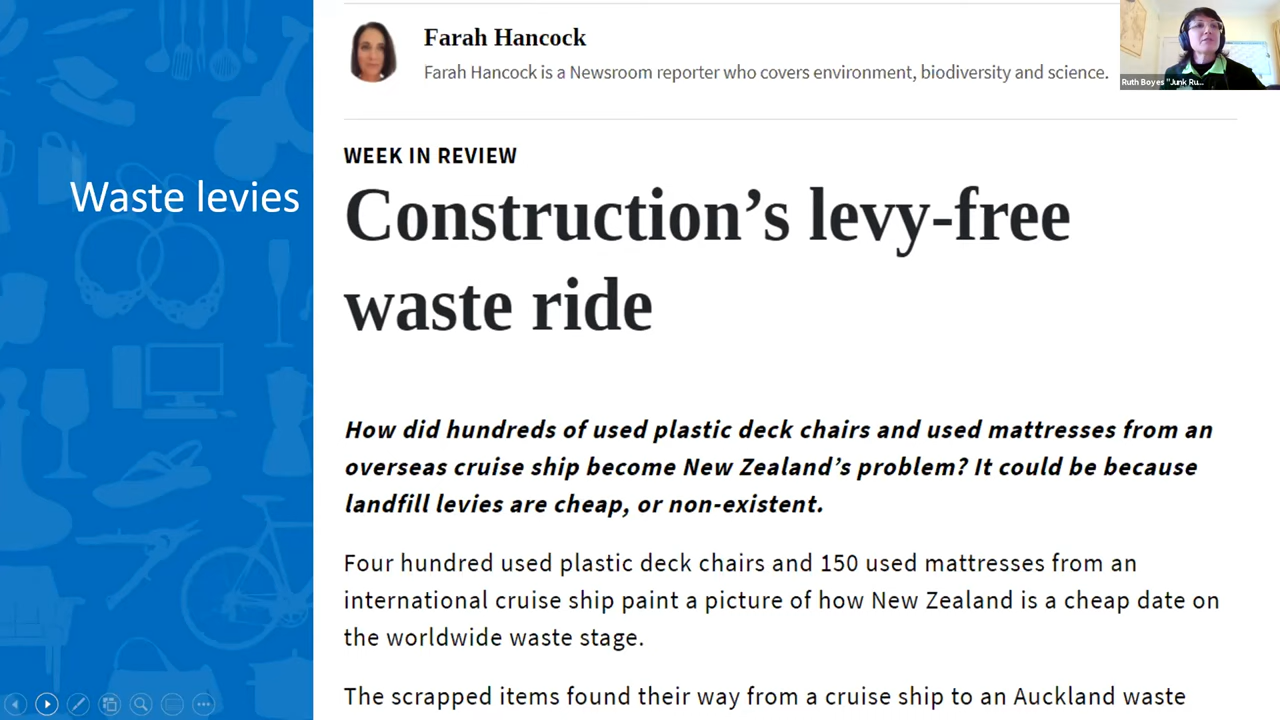 Farah Hancock
Farah Hancock is a Newsroom reporter who covers environment, biodiversity and science.
Ruth Boyes "Junk Ru...
Waste levies
WEEK IN REVIEW
Construction’s levy-free
waste ride
How did hundreds of used plastic deck chairs and used mattresses from an
overseas cruise ship become New Zealand’s problem? It could be because
landfill levies are cheap, or non-existent.
Four hundred used plastic deck chairs and 150 used mattresses from an
international cruise ship paint a picture of how New Zealand is a cheap date on
the worldwide waste stage.
The scrapped items found their way from a cruise ship to an Auckland waste